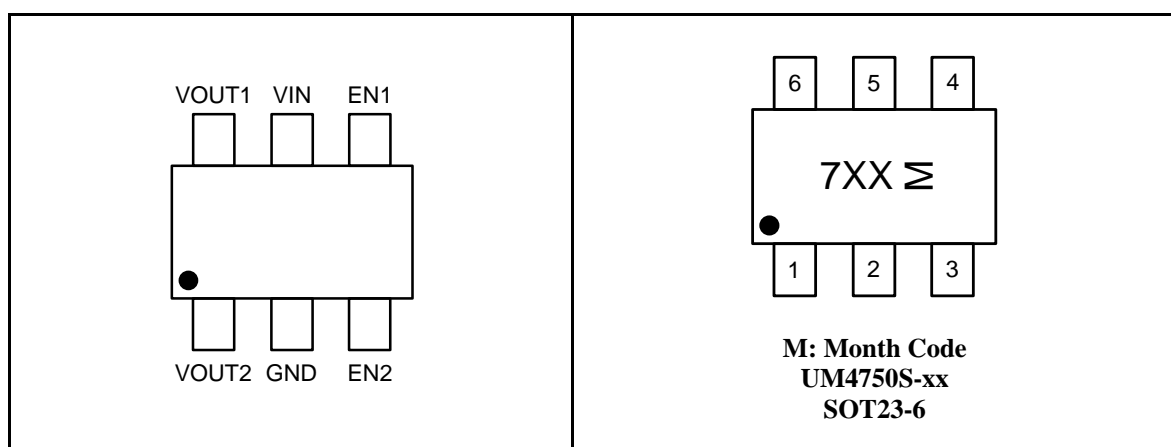 VOUT1 VIN EN1
VOUT2 GND EN2
6 5 4
7XX M
1 2 3
M: Month Code
UM4750S-xx
SOT23-6